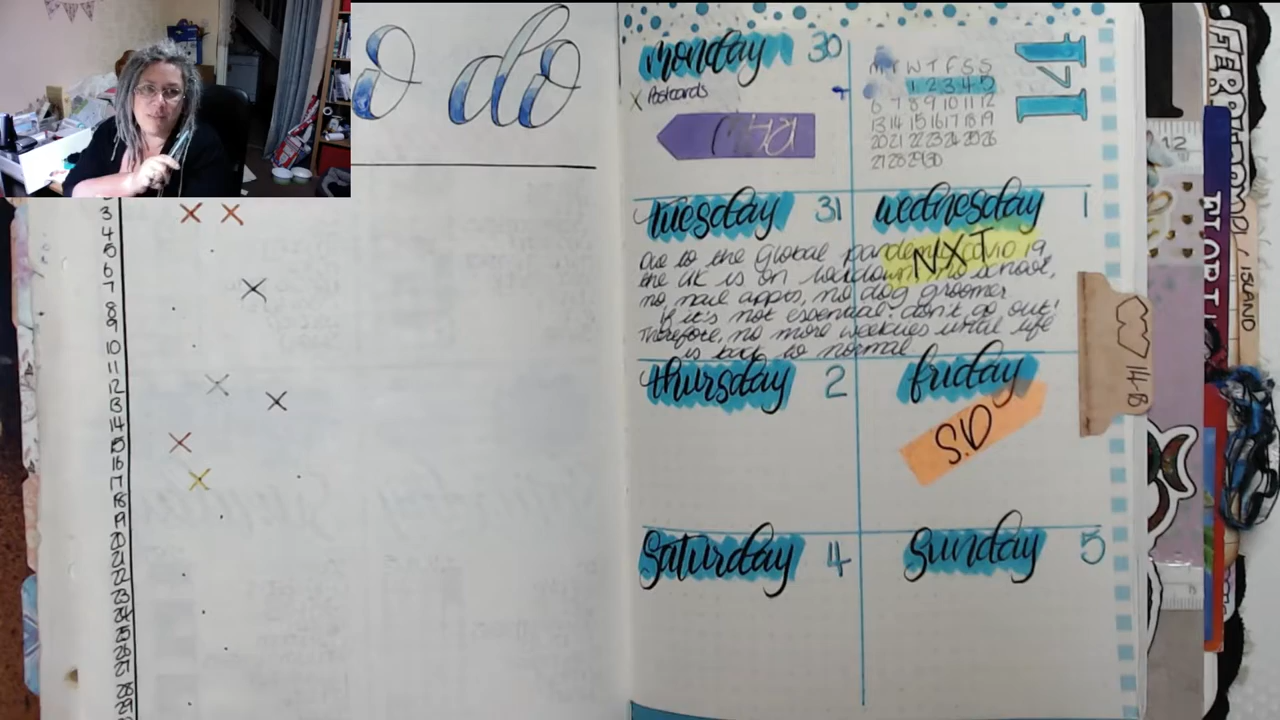 o do
3
4
5
6
7
8
9
10
11
12
13
14
15
16
17
18
19
20
21
22
23
24
25
26
27
28
29
monday 30
X Postcards
W T F S S
1 2 3 4 5
6 7 8 9 10 11 12
13 14 15 16 17 18 19
20 21 22 23 24 25 26
27 28 29 30
tuesday 31
wednesday 1
NXT
Due to the global pandemic, covid 19,
the UK is on lockdown, no school,
no nail appts, no dog groomer
if it's not essential: don't go out!
Therefore, no more weeklies until life
is back to normal
thursday 2
friday
S.D
saturday 4
sunday 5
14-B
12
ISLAND